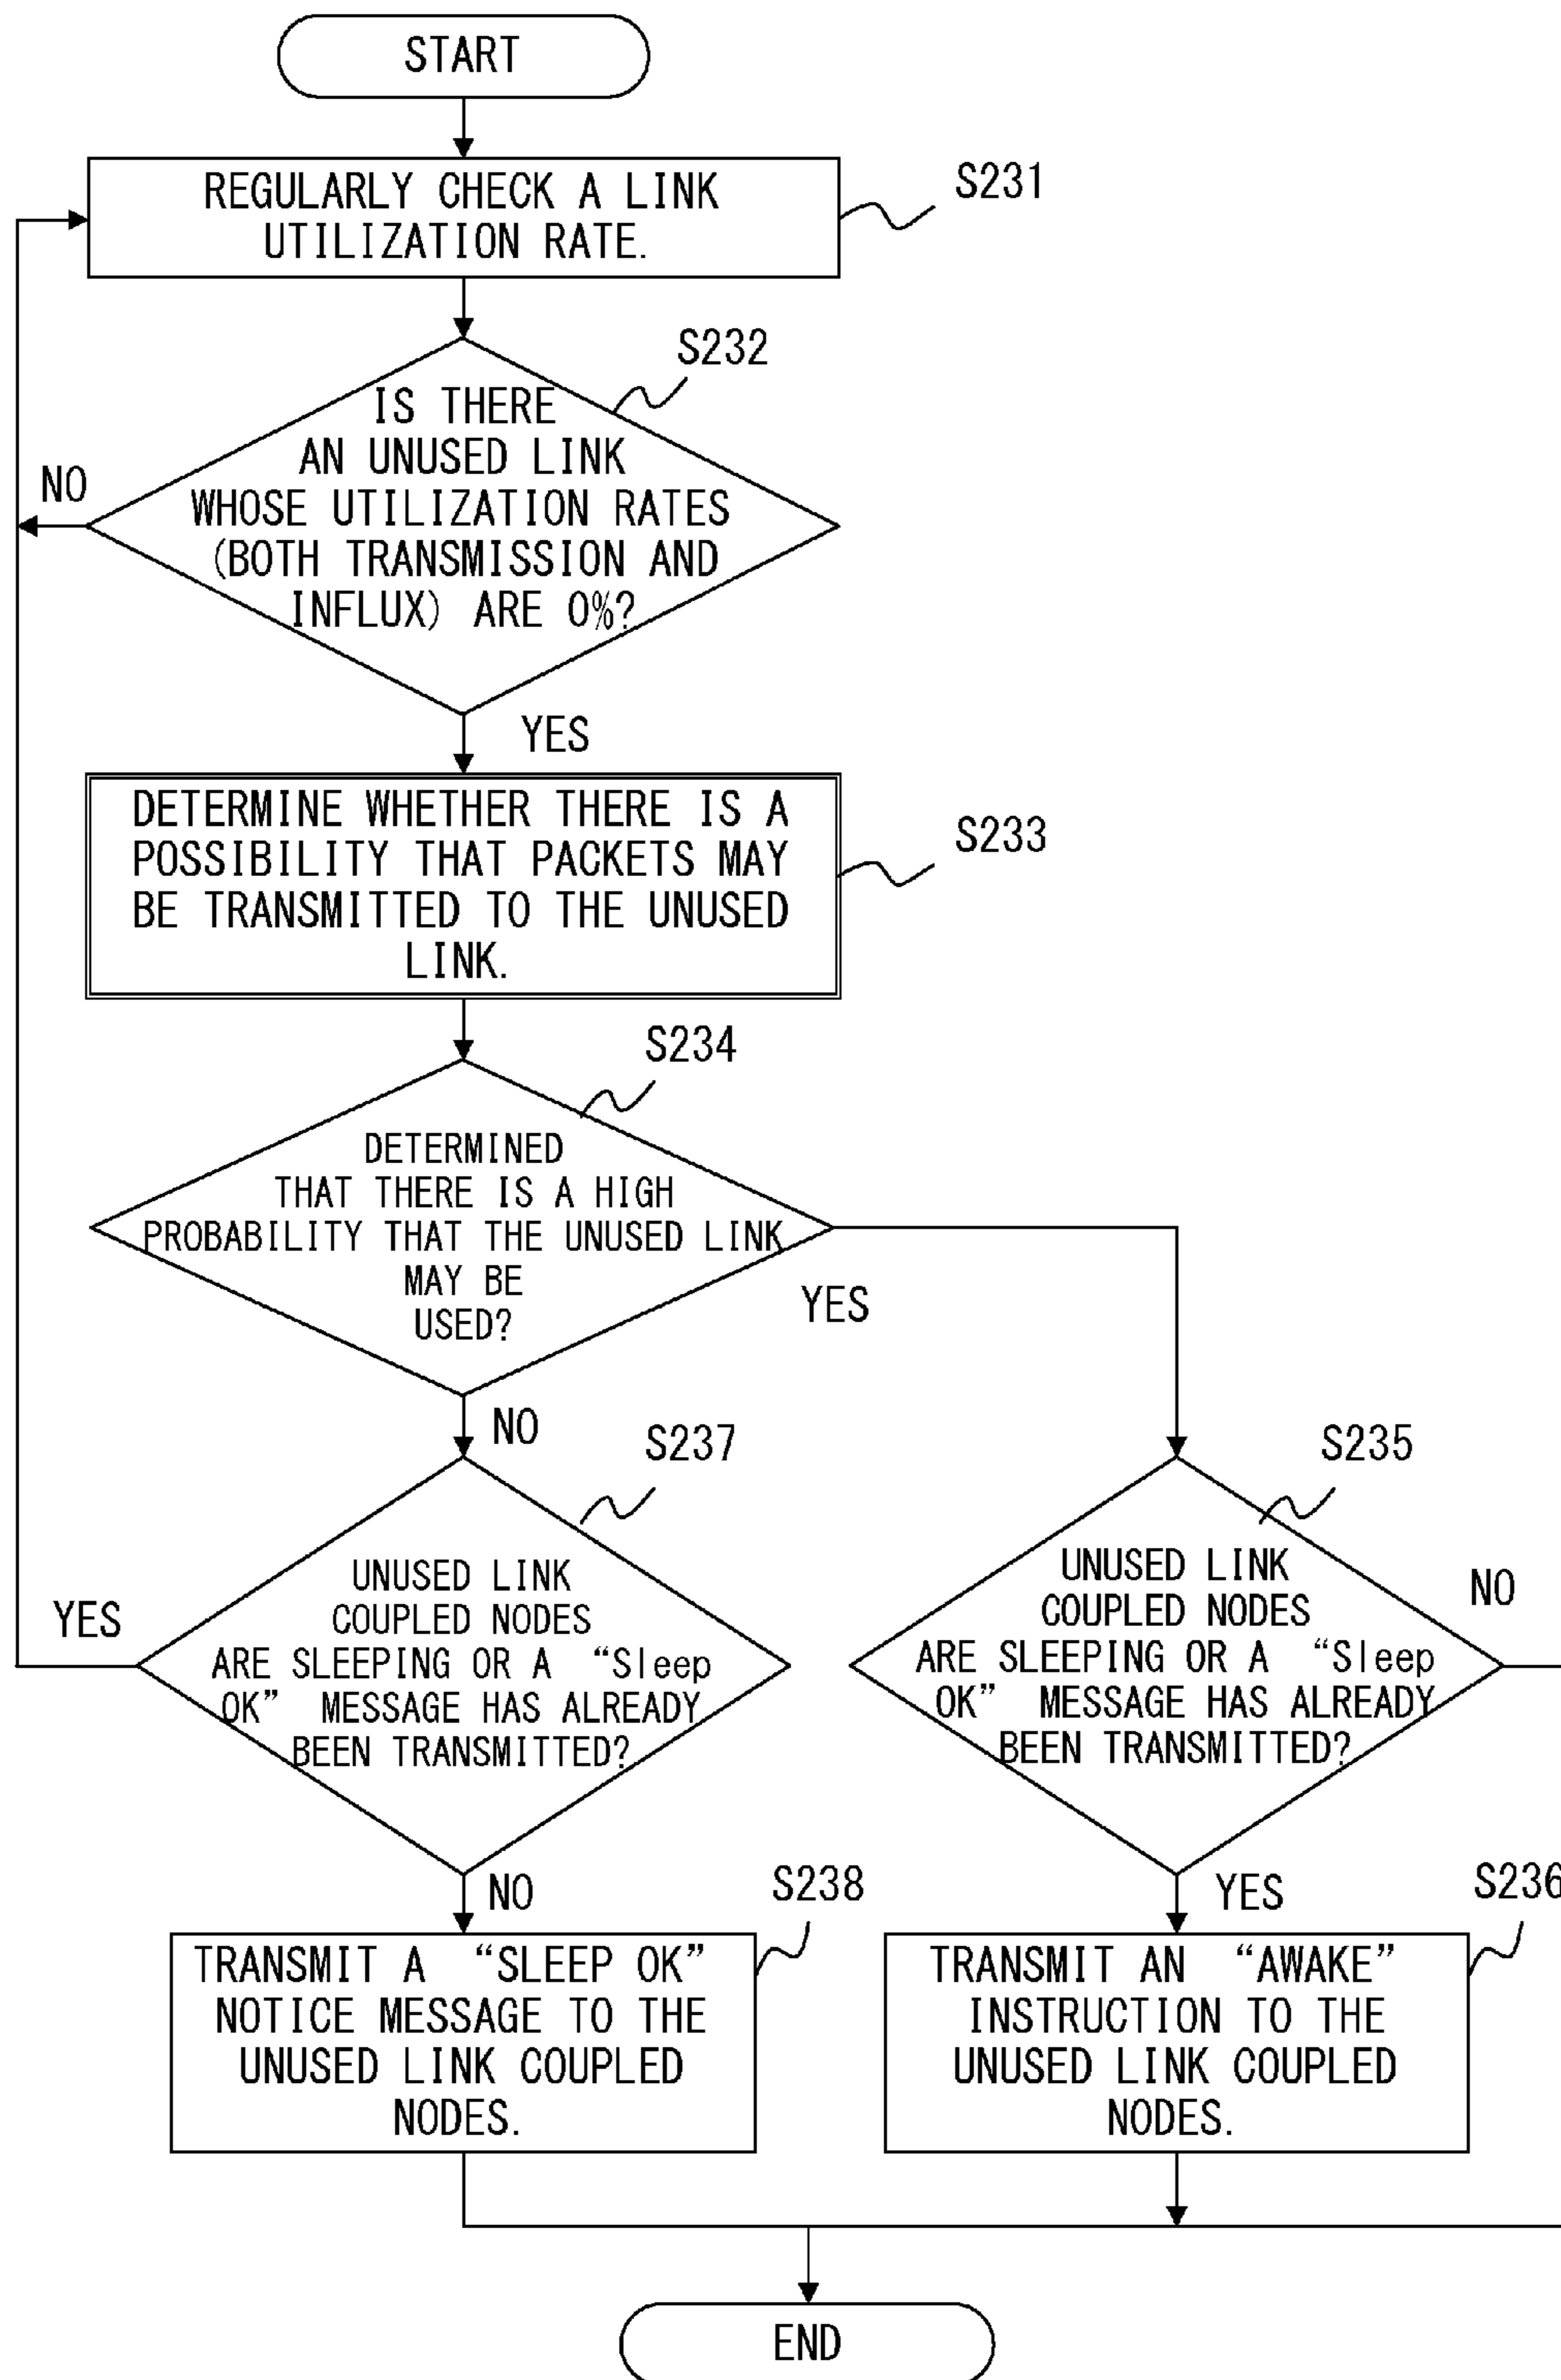 START
REGULARLY CHECK A LINK
UTILIZATION RATE.
S231
S232
IS THERE
AN UNUSED LINK
WHOSE UTILIZATION RATES
(BOTH TRANSMISSION AND
INFLUX) ARE 0%?
NO
YES
DETERMINE WHETHER THERE IS A
POSSIBILITY THAT PACKETS MAY
BE TRANSMITTED TO THE UNUSED
LINK.
S233
S234
DETERMINED
THAT THERE IS A HIGH
PROBABILITY THAT THE UNUSED LINK
MAY BE
USED?
YES
NO
S237
UNUSED LINK
COUPLED NODES
ARE SLEEPING OR A “Sleep
OK” MESSAGE HAS ALREADY
BEEN TRANSMITTED?
YES
NO
S235
UNUSED LINK
COUPLED NODES
ARE SLEEPING OR A “Sleep
OK” MESSAGE HAS ALREADY
BEEN TRANSMITTED?
NO
YES
S238
TRANSMIT A “SLEEP OK”
NOTICE MESSAGE TO THE
UNUSED LINK COUPLED
NODES.
S236
TRANSMIT AN “AWAKE”
INSTRUCTION TO THE
UNUSED LINK COUPLED
NODES.
END